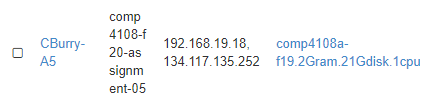 CBurry-
A5
comp
4108-f
20-as
signm
ent-05
192.168.19.18,
134.117.135.252
comp4108a-
f19.2Gram.21Gdisk.1cpu